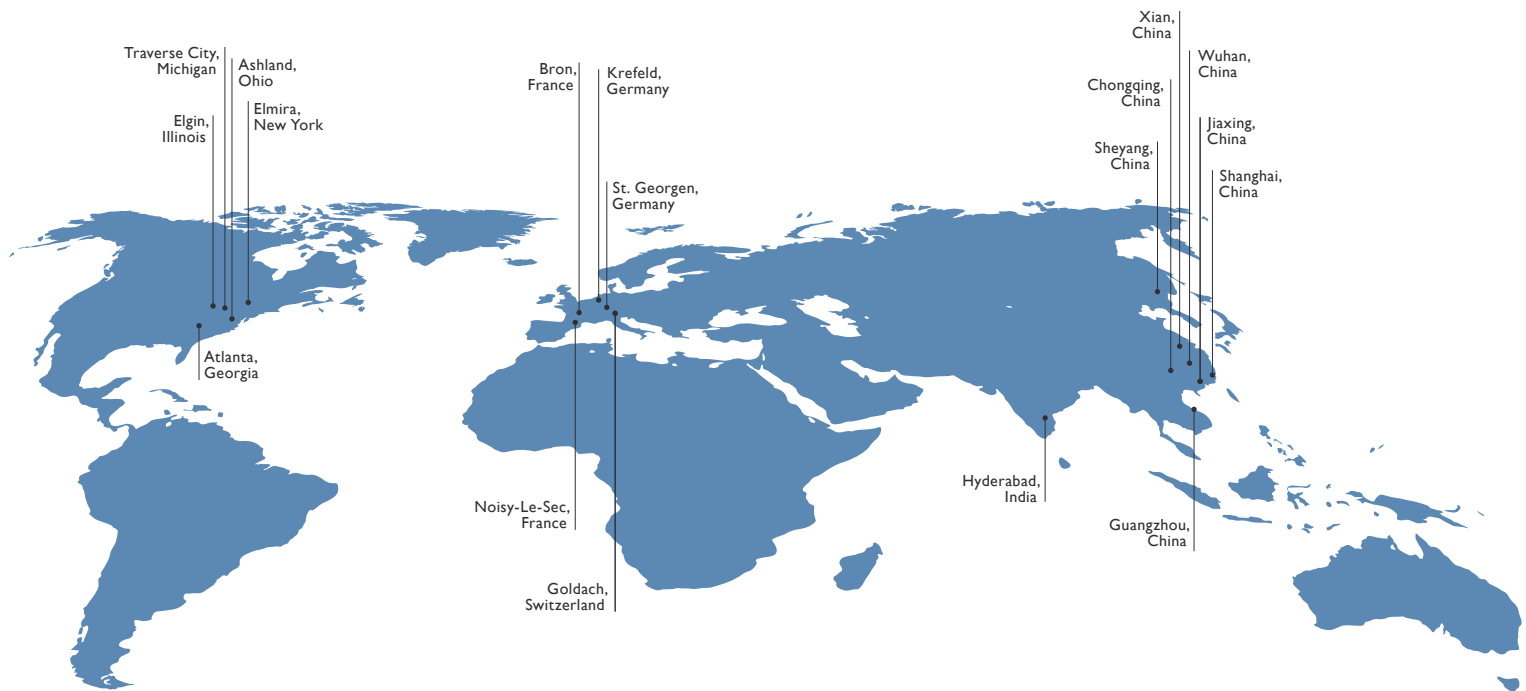 Traverse City,
Michigan
Ashland,
Ohio
Elgin,
Illinois
Elmira,
New York
Atlanta,
Georgia
Bron,
France
Krefeld,
Germany
St. Georgen,
Germany
Noisy-Le-Sec,
France
Goldach,
Switzerland
Xian,
China
Wuhan,
China
Chongqing,
China
Jiaxing,
China
Sheyang,
China
Shanghai,
China
Hyderabad,
India
Guangzhou,
China